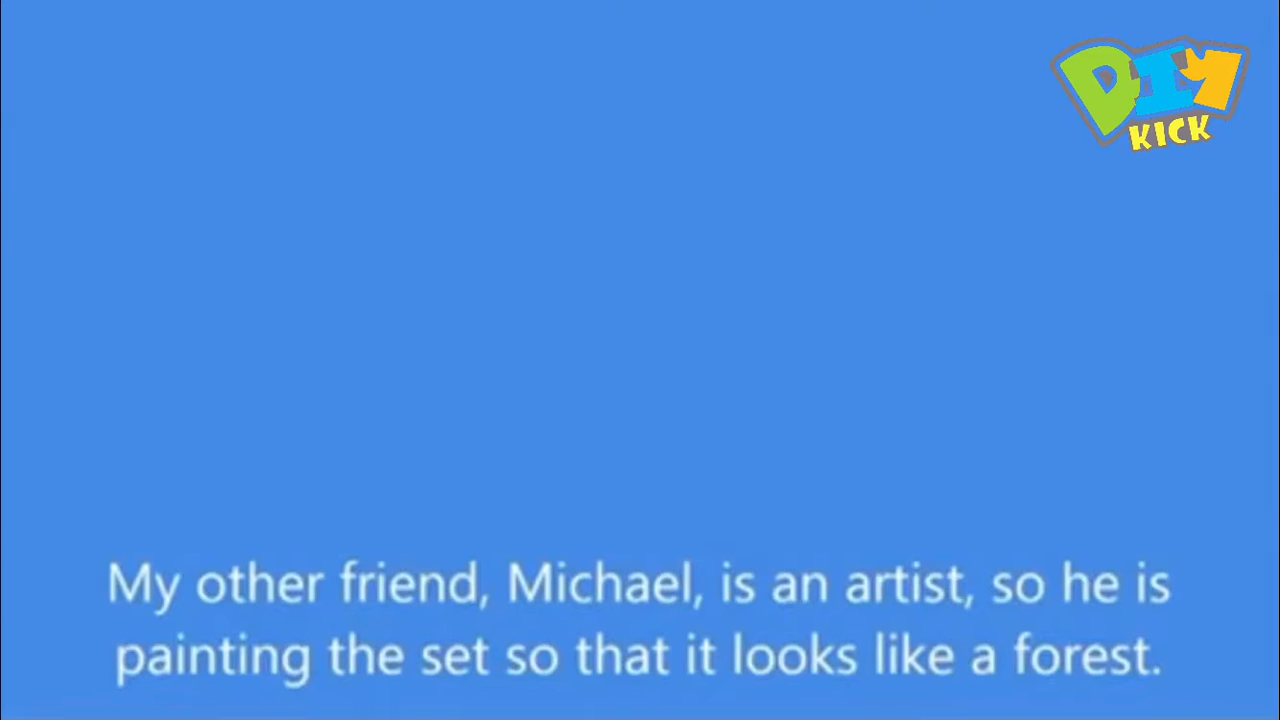 DIY
KICK
My other friend, Michael, is an artist, so he is
painting the set so that it looks like a forest.